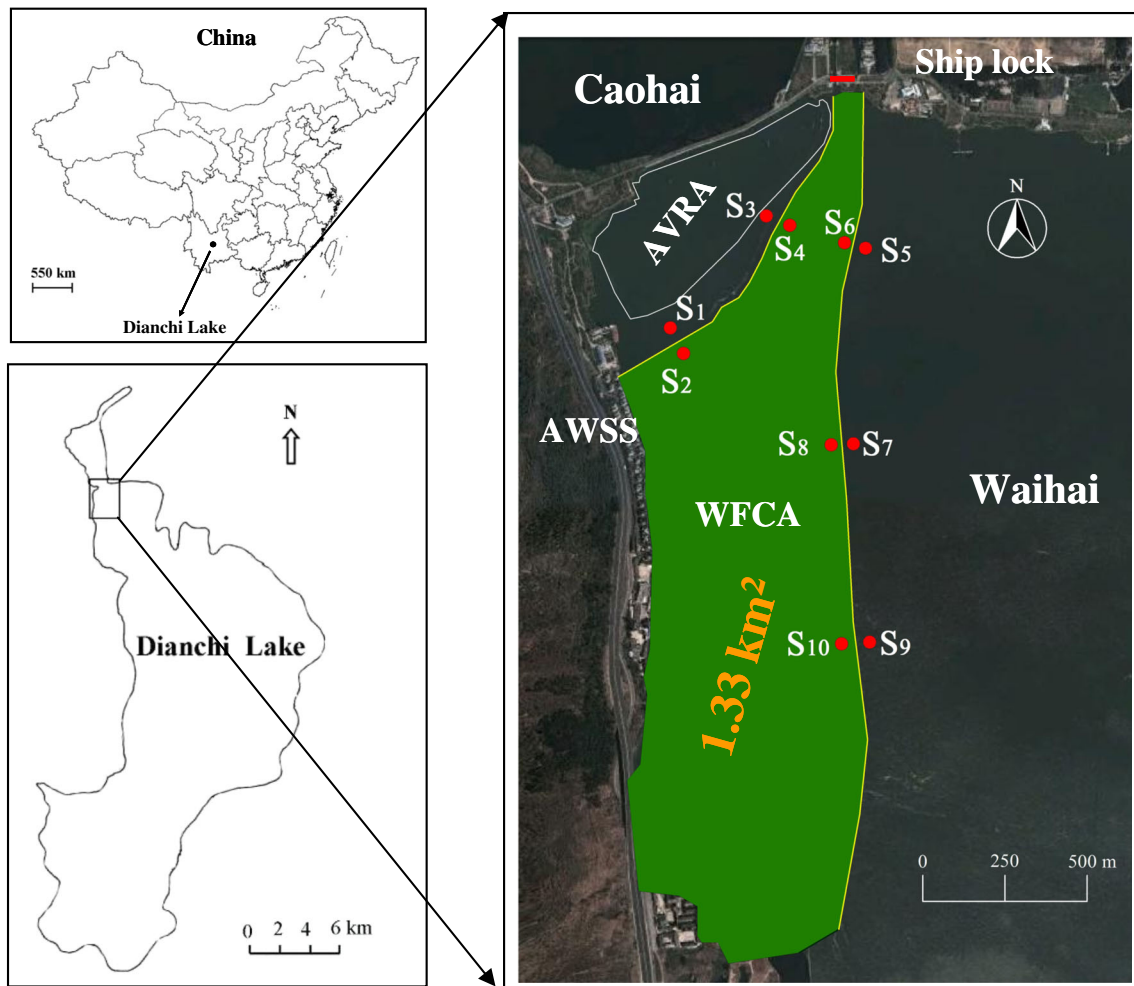 China
550 km
Dianchi Lake
N
Dianchi Lake
0 2 4 6 km
Caohai
Ship lock
AVRA
N
S3
S4
S6
S5
S1
S2
AWSS
S8
S7
WFCA
Waihai
1.33 km²
S10
S9
0 250 500 m